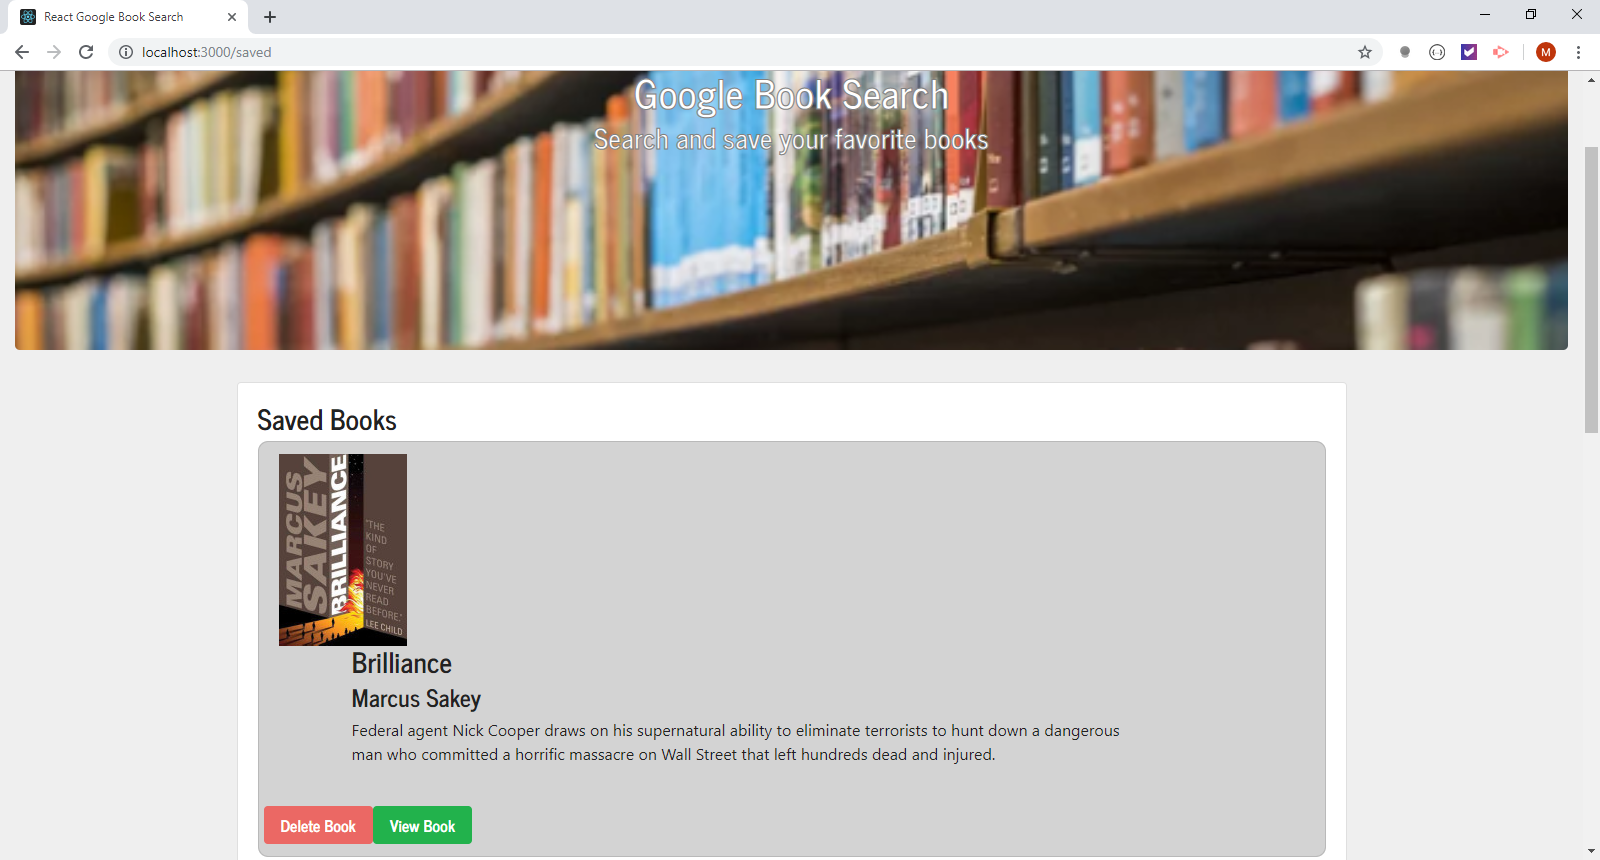 React Google Book Search
localhost:3000/saved
M
Google Book Search
Search and save your favorite books
Saved Books
MARCUS
SAKEY
BRILLIANCE
"THE
KIND
OF
STORY
YOU'VE
NEVER
READ
BEFORE."
LEE CHILD
Brilliance
Marcus Sakey
Federal agent Nick Cooper draws on his supernatural ability to eliminate terrorists to hunt down a dangerous
man who committed a horrific massacre on Wall Street that left hundreds dead and injured.
Delete Book
View Book